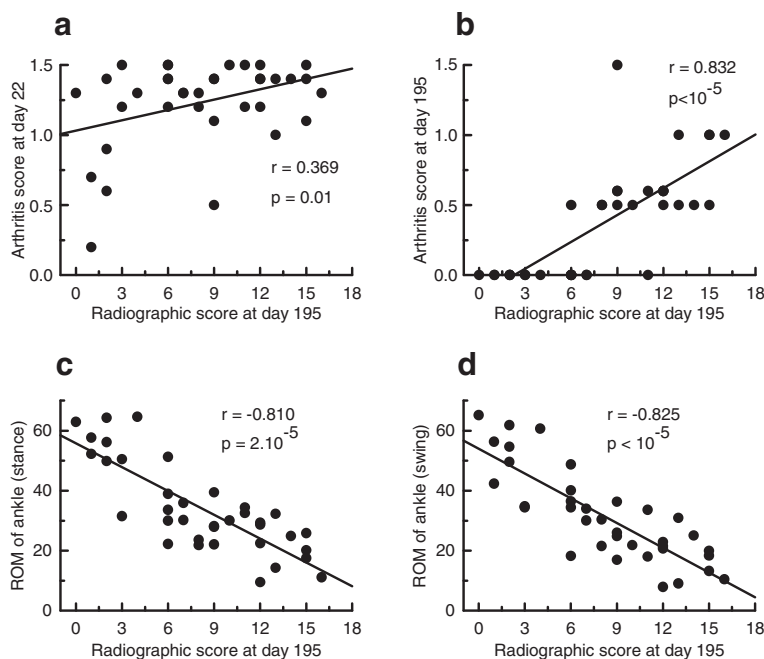 a
Arthritis score at day 22
1.5
1.0
0.5
0.0
r = 0.369
p = 0.01
0 3 6 9 12 15 18
Radiographic score at day 195
b
Arthritis score at day 195
1.5
1.0
0.5
0.0
r = 0.832
p<10-5
0 3 6 9 12 15 18
Radiographic score at day 195
c
ROM of ankle (stance)
60
40
20
0
r = -0.810
p = 2.10-5
0 3 6 9 12 15 18
Radiographic score at day 195
d
ROM of ankle (swing)
60
40
20
0
r = -0.825
p < 10-5
0 3 6 9 12 15 18
Radiographic score at day 195